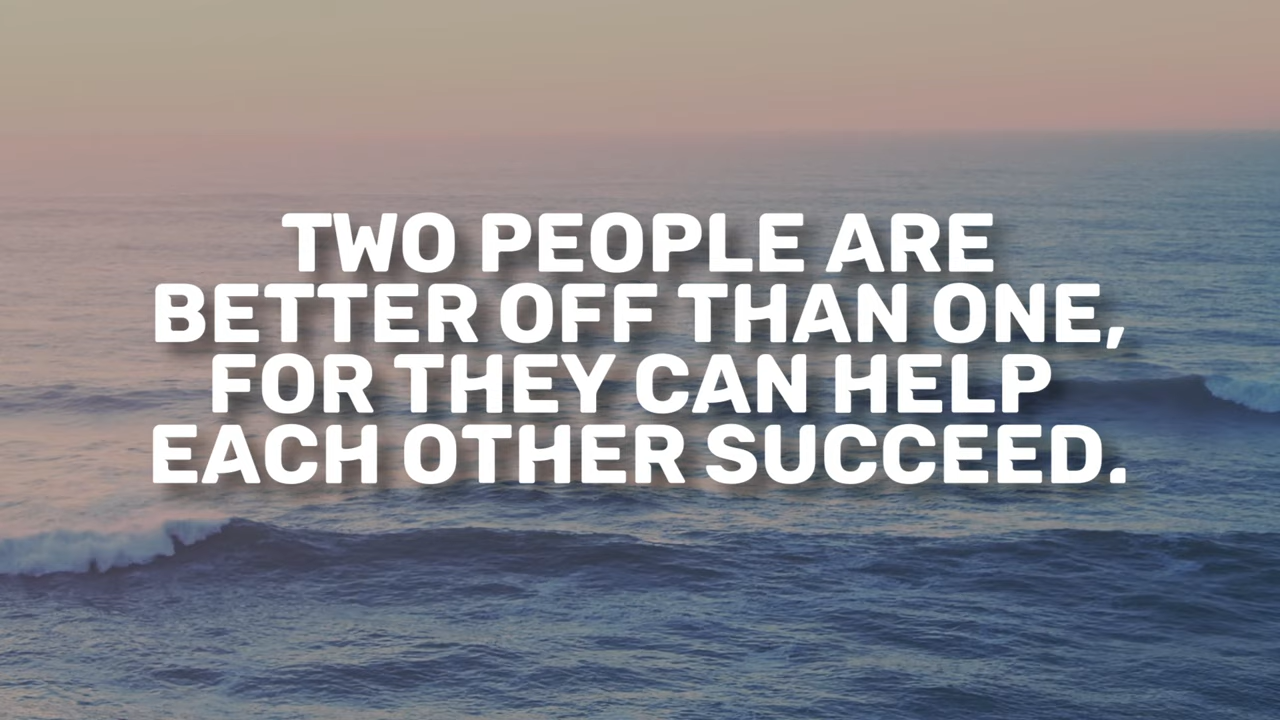 TWO PEOPLE ARE
BETTER OFF THAN ONE,
FOR THEY CAN HELP
EACH OTHER SUCCEED.